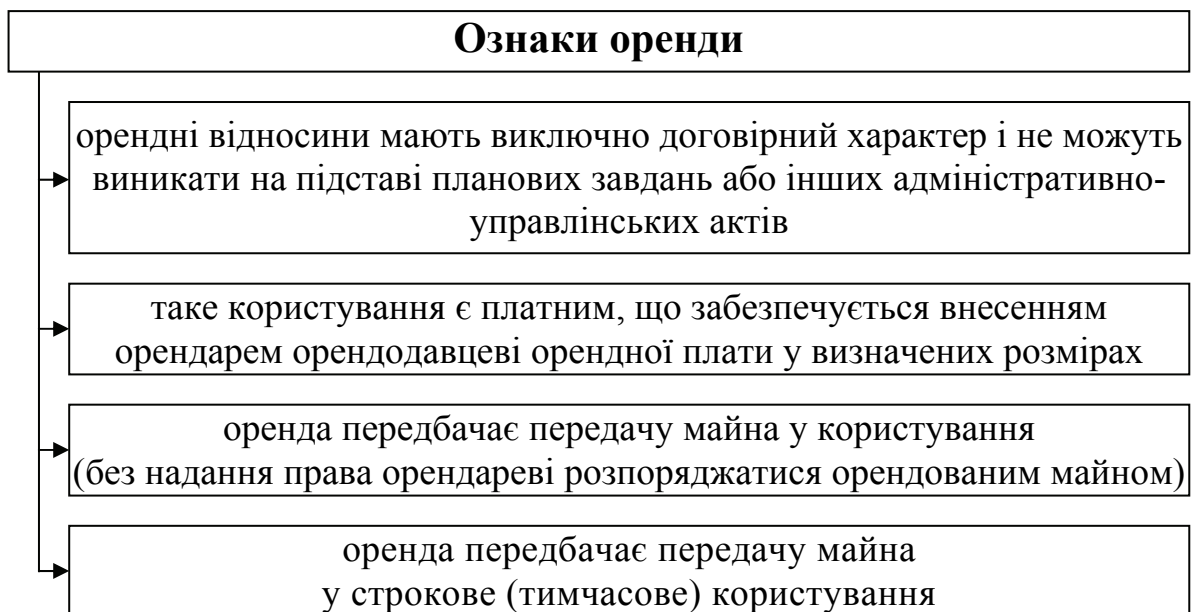 Ознаки оренди
орендні відносини мають виключно договірний характер і не можуть
виникати на підставі планових завдань або інших адміністративно-
управлінських актів
таке користування є платним, що забезпечується внесенням
орендарем орендодавцеві орендної плати у визначених розмірах
оренда передбачає передачу майна у користування
(без надання права орендареві розпоряджатися орендованим майном)
оренда передбачає передачу майна
у строкове (тимчасове) користування